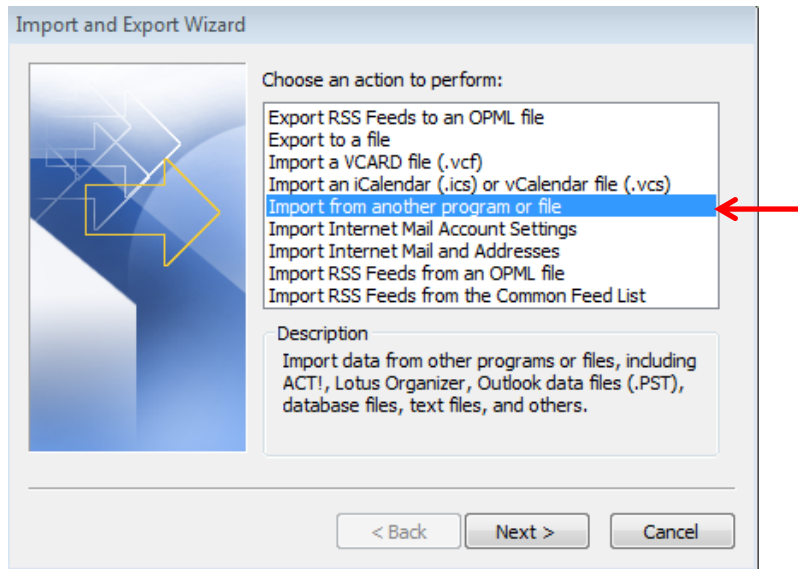 Import and Export Wizard
Choose an action to perform:
Export RSS Feeds to an OPML file
Export to a file
Import a VCARD file (.vcf)
Import an iCalendar (.ics) or vCalendar file (.vcs)
Import from another program or file
Import Internet Mail Account Settings
Import Internet Mail and Addresses
Import RSS Feeds from an OPML file
Import RSS Feeds from the Common Feed List
Description
Import data from other programs or files, including
ACT!, Lotus Organizer, Outlook data files (.PST),
database files, text files, and others.
< Back Next > Cancel